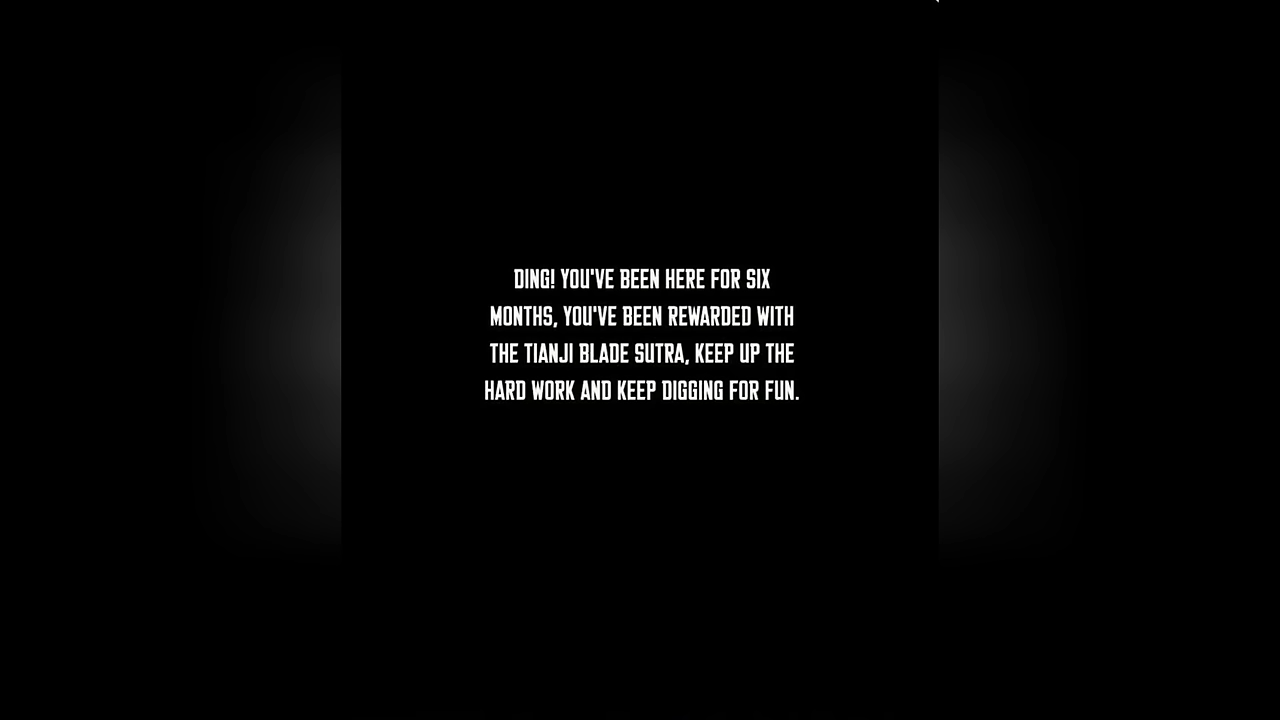 DING! YOU'VE BEEN HERE FOR SIX
MONTHS, YOU'VE BEEN REWARDED WITH
THE TIANJI BLADE SUTRA, KEEP UP THE
HARD WORK AND KEEP DIGGING FOR FUN.